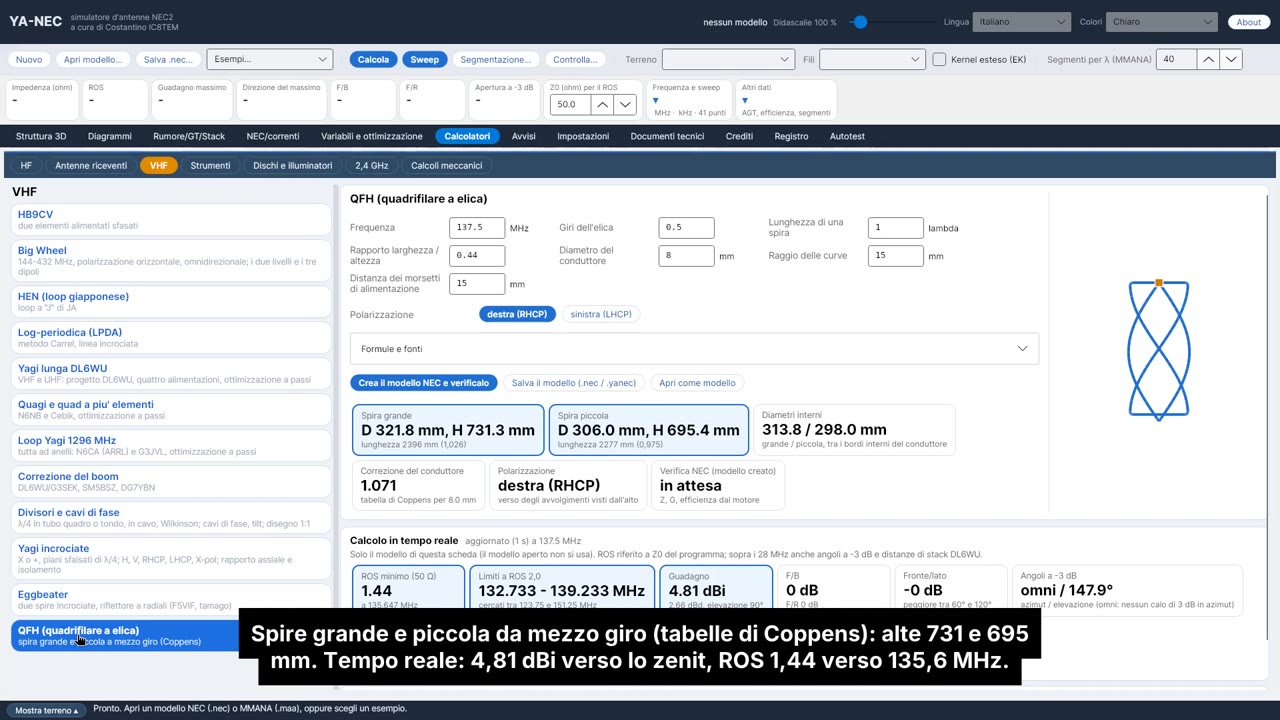 YA-NEC
simulatore d'antenne NEC2
a cura di Costantino IC8TEM
nessun modello
Didascalie 100 %
Lingua
Italiano
Colori
Chiaro
About
Nuovo
Apri modello...
Salva .nec...
Esempi...
Calcola
Sweep
Segmentazione...
Controlla...
Terreno
Fili
Kernel esteso (EK)
Segmenti per λ (MMANA)
40
Impedenza (ohm)
-
ROS
-
Guadagno massimo
-
Direzione del massimo
-
F/B
-
F/R
-
Apertura a -3 dB
-
Z0 (ohm) per il ROS
50.0
Frequenza e sweep
▼
MHz · kHz · 41 punti
Altri dati
▼
AGT, efficienza, segmenti
Struttura 3D
Diagrammi
Rumore/GT/Stack
NEC/correnti
Variabili e ottimizzazione
Calcolatori
Avvisi
Impostazioni
Documenti tecnici
Crediti
Registro
Autotest
HF
Antenne riceventi
VHF
Strumenti
Dischi e illuminatori
2,4 GHz
Calcoli meccanici
VHF
HB9CV
due elementi alimentati sfasati
Big Wheel
144-432 MHz, polarizzazione orizzontale, omnidirezionale; i due livelli e i tre
dipoli
HEN (loop giapponese)
loop a "J" di JA
Log-periodica (LPDA)
metodo Carrel, linea incrociata
Yagi lunga DL6WU
VHF e UHF: progetto DL6WU, quattro alimentazioni, ottimizzazione a passi
Quagi e quad a piu' elementi
N6NB e Cebik, ottimizzazione a passi
Loop Yagi 1296 MHz
tutta ad anelli: N6CA (ARRL) e G3JVL, ottimizzazione a passi
Correzione del boom
DL6WU/G3SEK, SM5BSZ, DG7YBN
Divisori e cavi di fase
λ/4 in tubo quadro o tondo, in cavo, Wilkinson; cavi di fase, tilt; disegno 1:1
Yagi incrociate
X o +, piani sfalsati di λ/4; H, V, RHCP, LHCP, X-pol; rapporto assiale e
isolamento
Eggbeater
due spire incrociate, riflettore a radiali (F5VIF, tamago)
QFH (quadrifilare a elica)
spira grande e piccola a mezzo giro (Coppens)
QFH (quadrifilare a elica)
Frequenza
137.5
MHz
Giri dell'elica
0.5
Lunghezza di una
spira
1
lambda
Rapporto larghezza /
altezza
0.44
Diametro del
conduttore
8
mm
Raggio delle curve
15
mm
Distanza dei morsetti
di alimentazione
15
mm
Polarizzazione
destra (RHCP)
sinistra (LHCP)
Formule e fonti
Crea il modello NEC e verificalo
Salva il modello (.nec / .yanec)
Apri come modello
Spira grande
D 321.8 mm, H 731.3 mm
lunghezza 2396 mm (1,026)
Spira piccola
D 306.0 mm, H 695.4 mm
lunghezza 2277 mm (0,975)
Diametri interni
313.8 / 298.0 mm
grande / piccola, tra i bordi interni del conduttore
Correzione del conduttore
1.071
tabella di Coppens per 8.0 mm
Polarizzazione
destra (RHCP)
verso degli avvolgimenti visti dall'alto
Verifica NEC (modello creato)
in attesa
Z, G, efficienza dal motore
Calcolo in tempo reale
aggiornato (1 s) a 137.5 MHz
Solo il modello di questa scheda (il modello aperto non si usa). ROS riferito a Z0 del programma; sopra i 28 MHz anche angoli a -3 dB e distanze di stack DL6WU.
ROS minimo (50 Ω)
1.44
a 135.647 MHz
Limiti a ROS 2,0
132.733 - 139.233 MHz
cercati tra 123.75 e 151.25 MHz
Guadagno
4.81 dBi
2.66 dBd, elevazione 90°
F/B
0 dB
F/R 0 dB
Fronte/lato
-0 dB
peggiore tra 60° e 120°
Angoli a -3 dB
omni / 147.9°
azimut / elevazione (omni: nessun calo di 3 dB in azimut)
Spire grande e piccola da mezzo giro (tabelle di Coppens): alte 731 e 695
mm. Tempo reale: 4,81 dBi verso lo zenit, ROS 1,44 verso 135,6 MHz.
Mostra terreno ▴
Pronto. Apri un modello NEC (.nec) o MMANA (.maa), oppure scegli un esempio.